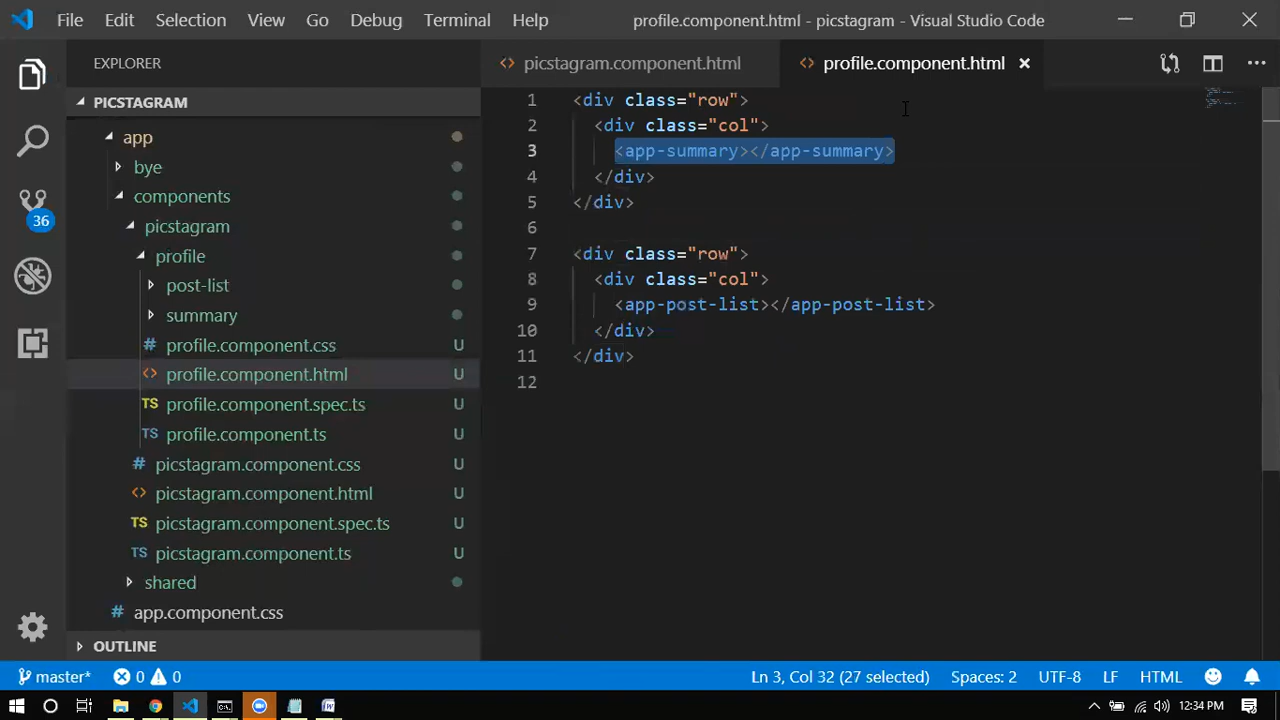 File Edit Selection View Go Debug Terminal Help profile.component.html - picstagram - Visual Studio Code
EXPLORER
picstagram.component.html
profile.component.html
PICSTAGRAM
app
bye
components
picstagram
profile
post-list
summary
profile.component.css U
profile.component.html U
profile.component.spec.ts U
profile.component.ts U
picstagram.component.css U
picstagram.component.html U
picstagram.component.spec.ts U
picstagram.component.ts U
shared
app.component.css
OUTLINE
36
1 <div class="row">
2 <div class="col">
3 <app-summary></app-summary>
4 </div>
5 </div>
6
7 <div class="row">
8 <div class="col">
9 <app-post-list></app-post-list>
10 </div>
11 </div>
12
master* 0 0 Ln 3, Col 32 (27 selected) Spaces: 2 UTF-8 LF HTML
12:34 PM